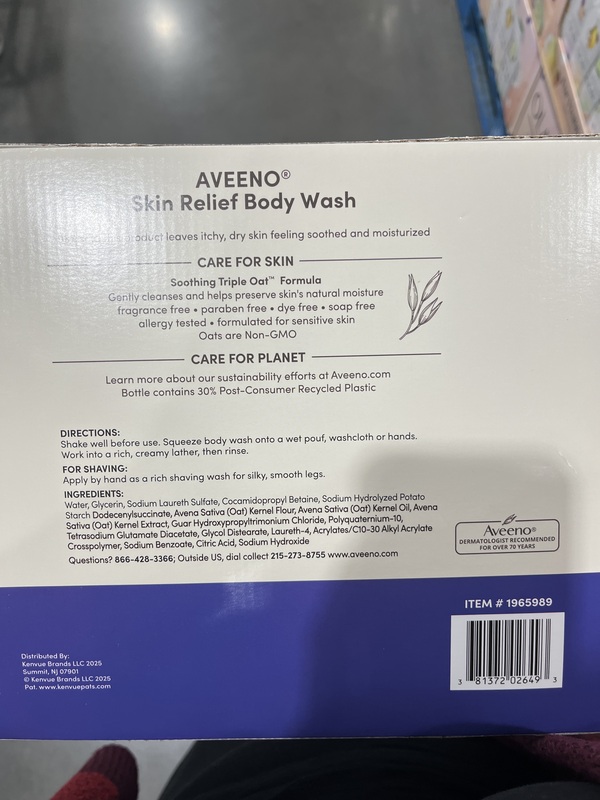 AVEENO®
Skin Relief Body Wash
product leaves itchy, dry skin feeling soothed and moisturized
CARE FOR SKIN
Soothing Triple Oat™ Formula
Gently cleanses and helps preserve skin's natural moisture
fragrance free • paraben free • dye free • soap free
allergy tested • formulated for sensitive skin
Oats are Non-GMO
CARE FOR PLANET
Learn more about our sustainability efforts at Aveeno.com
Bottle contains 30% Post-Consumer Recycled Plastic
DIRECTIONS:
Shake well before use. Squeeze body wash onto a wet pouf, washcloth or hands.
Work into a rich, creamy lather, then rinse.
FOR SHAVING:
Apply by hand as a rich shaving wash for silky, smooth legs.
INGREDIENTS:
Water, Glycerin, Sodium Laureth Sulfate, Cocamidopropyl Betaine, Sodium Hydrolyzed Potato
Starch Dodecenylsuccinate, Avena Sativa (Oat) Kernel Flour, Avena Sativa (Oat) Kernel Oil, Avena
Sativa (Oat) Kernel Extract, Guar Hydroxypropyltrimonium Chloride, Polyquaternium-10,
Tetrasodium Glutamate Diacetate, Glycol Distearate, Laureth-4, Acrylates/C10-30 Alkyl Acrylate
Crosspolymer, Sodium Benzoate, Citric Acid, Sodium Hydroxide
Questions? 866-428-3366; Outside US, dial collect 215-273-8755 www.aveeno.com
Aveeno®
DERMATOLOGIST RECOMMENDED
FOR OVER 70 YEARS
ITEM # 1965989
3 81372 02649 3
Distributed By:
Kenvue Brands LLC 2025
Summit, NJ 07901
© Kenvue Brands LLC 2025
Pat. www.kenvuepats.com